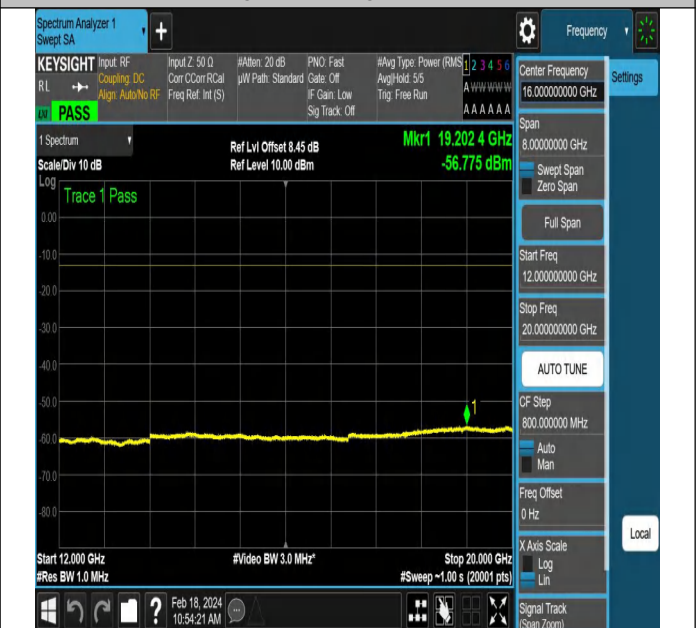 Spectrum Analyzer 1
Swept SA
Frequency
KEYSIGHT
RL
PASS
Input: RF
Coupling: DC
Align: Auto/No RF
Input Z: 50 Ω
Corr CCorr RCal
Freq Ref: Int (S)
#Atten: 20 dB
µW Path: Standard
PNO: Fast
Gate: Off
IF Gain: Low
Sig Track: Off
#Avg Type: Power (RMS
Avg|Hold: 5/5
Trig: Free Run
1 2 3 4 5 6
A W W W W W
A A A A A A
1 Spectrum
Scale/Div 10 dB
Ref Lvl Offset 8.45 dB
Ref Level 10.00 dBm
Mkr1 19.202 4 GHz
-56.775 dBm
Log
Trace 1 Pass
0.00
-10.0
-20.0
-30.0
-40.0
-50.0
-60.0
-70.0
-80.0
1
Start 12.000 GHz
#Res BW 1.0 MHz
#Video BW 3.0 MHz*
Stop 20.000 GHz
#Sweep ~1.00 s (20001 pts)
Center Frequency
16.000000000 GHz
Settings
Span
8.00000000 GHz
Swept Span
Zero Span
Full Span
Start Freq
12.000000000 GHz
Stop Freq
20.000000000 GHz
AUTO TUNE
CF Step
800.000000 MHz
Auto
Man
Freq Offset
0 Hz
X Axis Scale
Log
Lin
Local
Signal Track
(Span Zoom)
?
Feb 18, 2024
10:54:21 AM